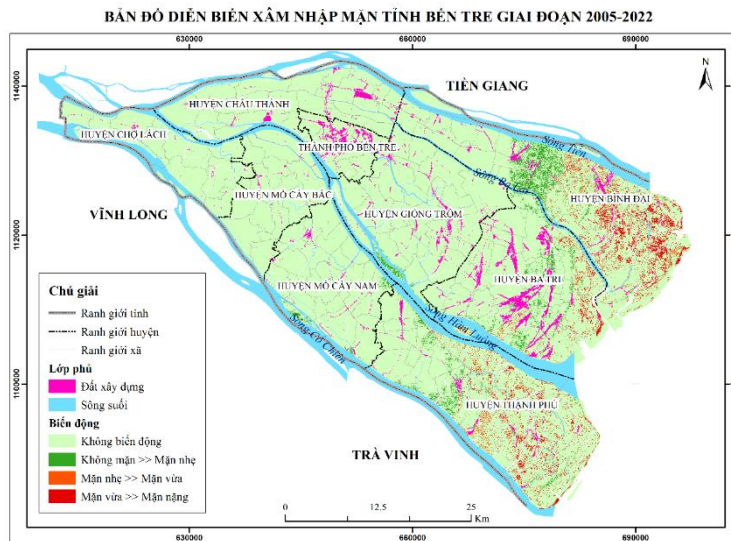 BẢN ĐỒ DIỄN BIẾN XÂM NHẬP MẶN TỈNH BẾN TRE GIAI ĐOẠN 2005-2022
630000
660000
690000
N
TIỀN GIANG
1140000
HUYỆN CHÂU THÀNH
HUYỆN CHỢ LÁCH
THÀNH PHỐ BẾN TRE
Sông Tiền
Sông Ba
HUYỆN MỎ CÀY BẮC
HUYỆN BÌNH ĐẠI
VĨNH LONG
HUYỆN GIỒNG TRÔM
1120000
HUYỆN MỎ CÀY NAM
HUYỆN BA TRI
Sông Hàm Luông
Sông Cổ Chiên
1100000
HUYỆN THẠNH PHÚ
TRÀ VINH
Chú giải
Ranh giới tỉnh
Ranh giới huyện
Ranh giới xã
Lớp phủ
Đất xây dựng
Sông suối
Biến động
Không biến động
Không mặn >> Mặn nhẹ
Mặn nhẹ >> Mặn vừa
Mặn vừa >> Mặn nặng
0
12.5
25
Km
630000
660000
690000